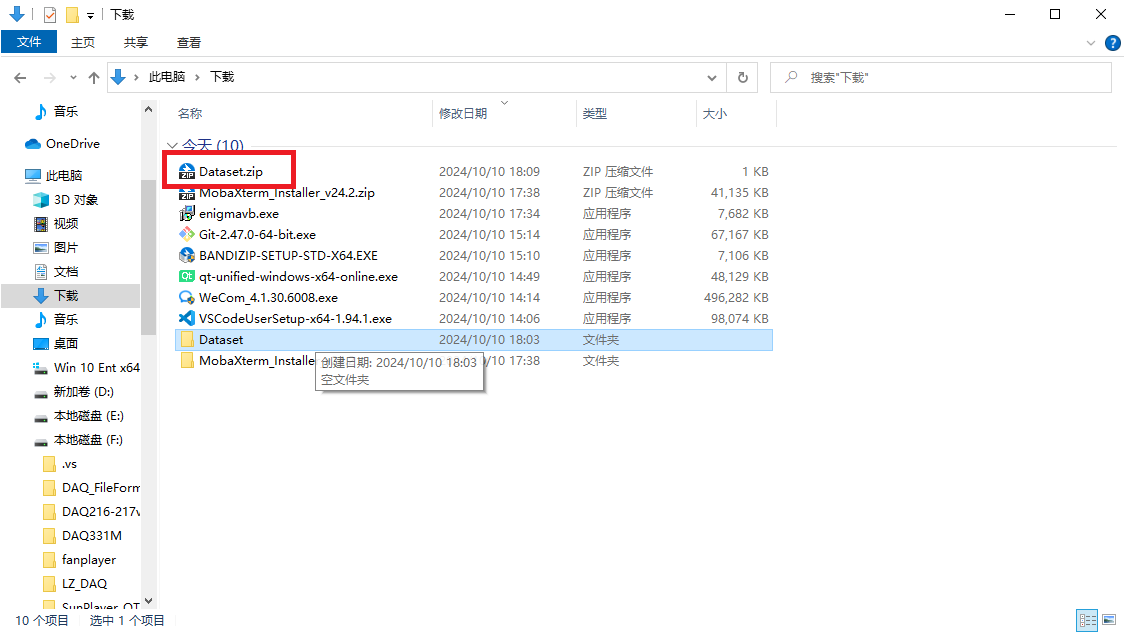 下载
文件 主页 共享 查看
此电脑 下载 搜索"下载"
名称 修改日期 类型 大小
今天 (10)
Dataset.zip 2024/10/10 18:09 ZIP 压缩文件 1 KB
MobaXterm_Installer_v24.2.zip 2024/10/10 17:38 ZIP 压缩文件 41,135 KB
enigmavb.exe 2024/10/10 17:34 应用程序 7,682 KB
Git-2.47.0-64-bit.exe 2024/10/10 15:14 应用程序 67,167 KB
BANDIZIP-SETUP-STD-X64.EXE 2024/10/10 15:10 应用程序 7,106 KB
qt-unified-windows-x64-online.exe 2024/10/10 14:49 应用程序 48,129 KB
WeCom_4.1.30.6008.exe 2024/10/10 14:14 应用程序 496,282 KB
VSCodeUserSetup-x64-1.94.1.exe 2024/10/10 14:06 应用程序 98,074 KB
Dataset 2024/10/10 18:03 文件夹
MobaXterm_Installe /10 17:38 文件夹
创建日期: 2024/10/10 18:03
空文件夹
音乐
OneDrive
此电脑
3D 对象
视频
图片
文档
下载
音乐
桌面
Win 10 Ent x64
新加卷 (D:)
本地磁盘 (E:)
本地磁盘 (F:)
.vs
DAQ_FileForm
DAQ216-217v
DAQ331M
fanplayer
LZ_DAQ
SunPlayer_QT
10 个项目 选中 1 个项目